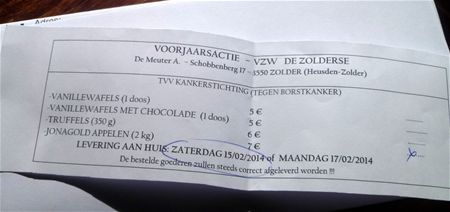 VOORJAARSACTIE – VZW DE ZOLDERSE
De Meuter A. – Schobbenberg 17 – 3550 ZOLDER (Heusden-Zolder)
TVV KANKERSTICHTING (TEGEN BORSTKANKER)
-VANILLEWAFELS (1 doos) 5 €
-VANILLEWAFELS MET CHOCOLADE (1 doos) 5 €
-TRUFFELS (350 g) 6 €
-JONAGOLD APPELEN (2 kg) 7 €
LEVERING AAN HUIS: ZATERDAG 15/02/2014 of MAANDAG 17/02/2014
De bestelde goederen zullen steeds correct afgeleverd worden !!!